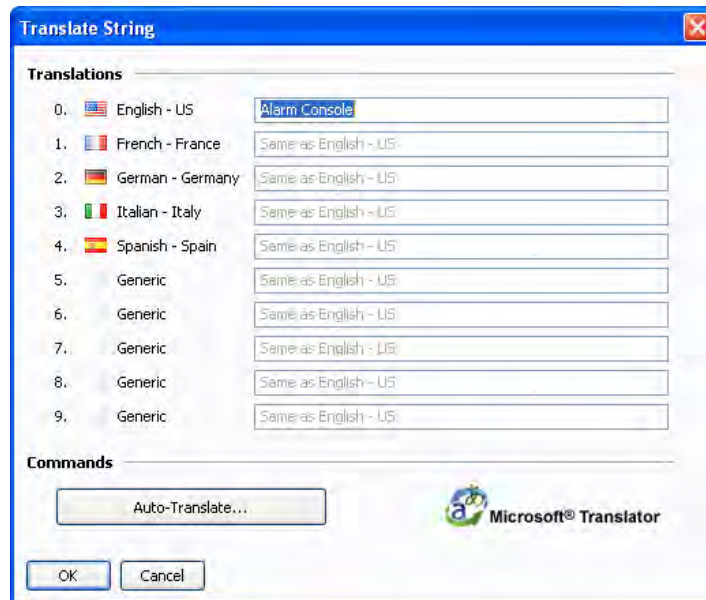 Translate String
Translations
0. English - US Alarm Console
1. French - France Same as English - US
2. German - Germany Same as English - US
3. Italian - Italy Same as English - US
4. Spanish - Spain Same as English - US
5. Generic Same as English - US
6. Generic Same as English - US
7. Generic Same as English - US
8. Generic Same as English - US
9. Generic Same as English - US
Commands
Auto-Translate... a Microsoft® Translator
OK Cancel